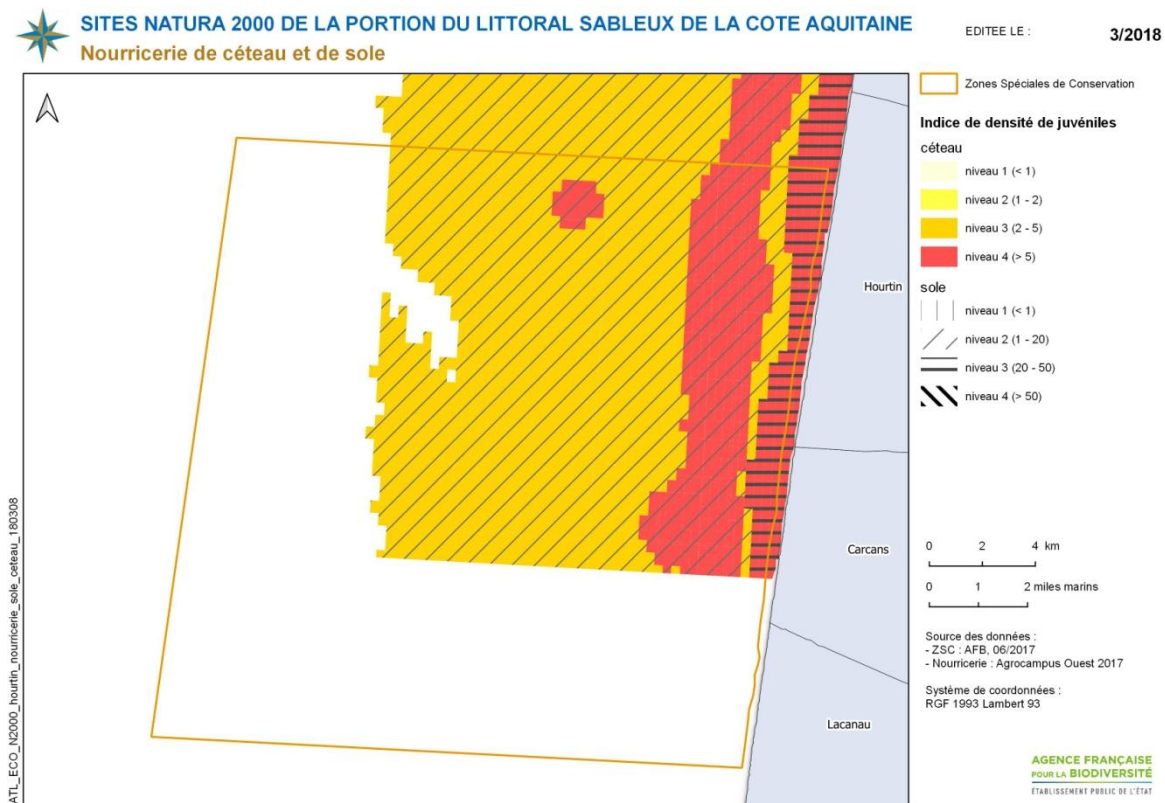 SITES NATURA 2000 DE LA PORTION DU LITTORAL SABLEUX DE LA COTE AQUITAINE
Nourricerie de céteau et de sole
EDITEE LE :
3/2018
Zones Spéciales de Conservation
Indice de densité de juvéniles
céteau
niveau 1 (< 1)
niveau 2 (1 - 2)
niveau 3 (2 - 5)
niveau 4 (> 5)
sole
niveau 1 (< 1)
niveau 2 (1 - 20)
niveau 3 (20 - 50)
niveau 4 (> 50)
Hourtin
Carcans
Lacanau
0 2 4 km
0 1 2 miles marins
Source des données :
- ZSC : AFB, 06/2017
- Nourricerie : Agrocampus Ouest 2017
Système de coordonnées :
RGF 1993 Lambert 93
AGENCE FRANÇAISE
POUR LA BIODIVERSITÉ
ÉTABLISSEMENT PUBLIC DE L'ÉTAT
ATL_ECO_N2000_hourtin_nourricerie_sole_ceteau_180308